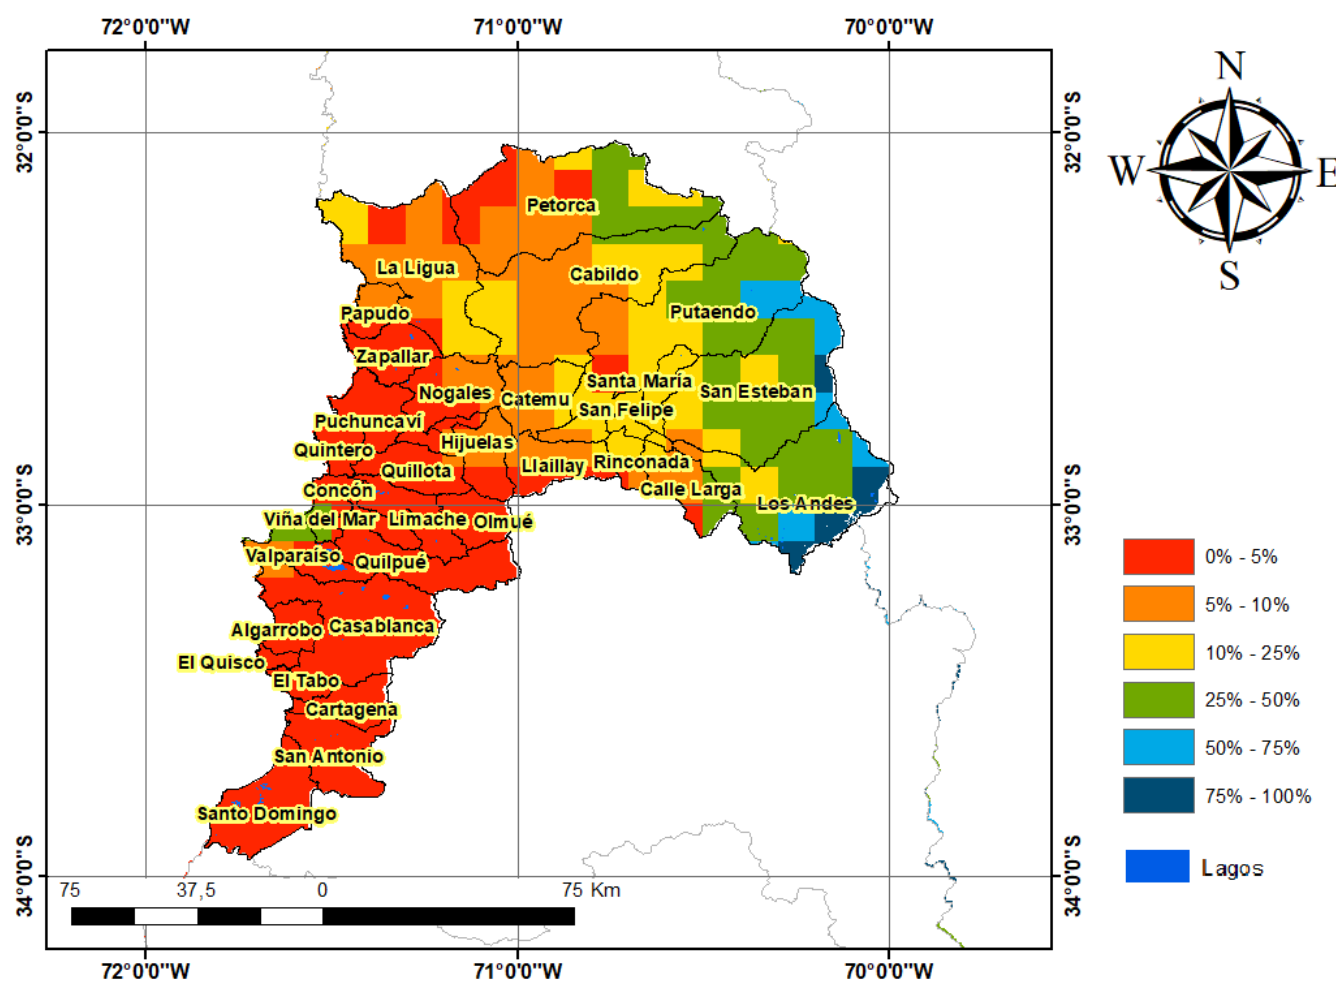 72°0'0"W 71°0'0"W 70°0'0"W
N
32°0'0"S 32°0'0"S
W E
S
Petorca
La Ligua Cabildo
Papudo Putaendo
Zapallar
Santa María
Nogales Catemu San Esteban
San Felipe
Puchuncaví
Quintero Hijuelas
Quillota Llaillay Rinconada
Concón Calle Larga
Los Andes
33°0'0"S 33°0'0"S
Viña del Mar Limache Olmué
Valparaíso Quilpué
0% - 5%
5% - 10%
10% - 25%
25% - 50%
50% - 75%
75% - 100%
Lagos
Algarrobo Casablanca
El Quisco
El Tabo
Cartagena
San Antonio
Santo Domingo
34°0'0"S 34°0'0"S
75 37,5 0 75 Km
72°0'0"W 71°0'0"W 70°0'0"W